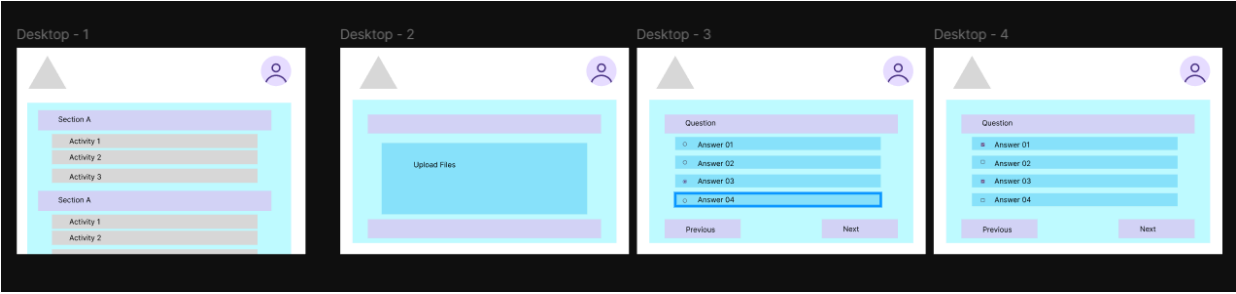 Desktop - 1
Section A
Activity 1
Activity 2
Activity 3
Section A
Activity 1
Activity 2
Desktop - 2
Upload Files
Desktop - 3
Question
Answer 01
Answer 02
Answer 03
Answer 04
Previous Next
Desktop - 4
Question
Answer 01
Answer 02
Answer 03
Answer 04
Previous Next